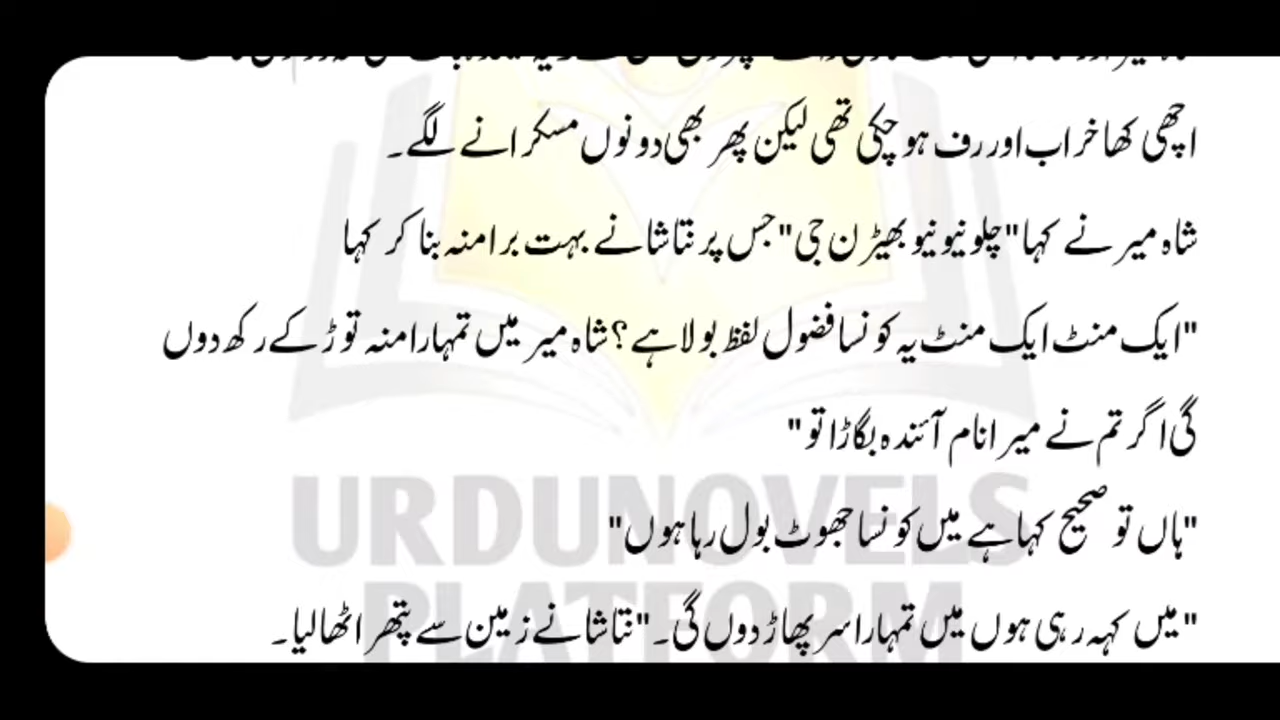 اچھی کھا خراب اور رف ہو چکی تھی لیکن پھر بھی دونوں مسکرانے لگے۔
شاہ میر نے کہا "چلو نیو نیو بھیڑن جی" جس پر نتاشا نے بہت برا منہ بنا کر کہا
"ایک منٹ ایک منٹ یہ کونسا فضول لفظ بولا ہے؟ شاہ میر میں تمہارا منہ توڑ کے رکھ دوں
گی اگر تم نے میرا نام آئندہ بگاڑا تو"
"ہاں تو صحیح کہا ہے میں کونسا جھوٹ بول رہا ہوں"
"میں کہہ رہی ہوں میں تمہارا سر پھاڑ دوں گی۔" نتاشا نے زمین سے پتھر اٹھا لیا۔
URDUNOVELS
PLATFORM